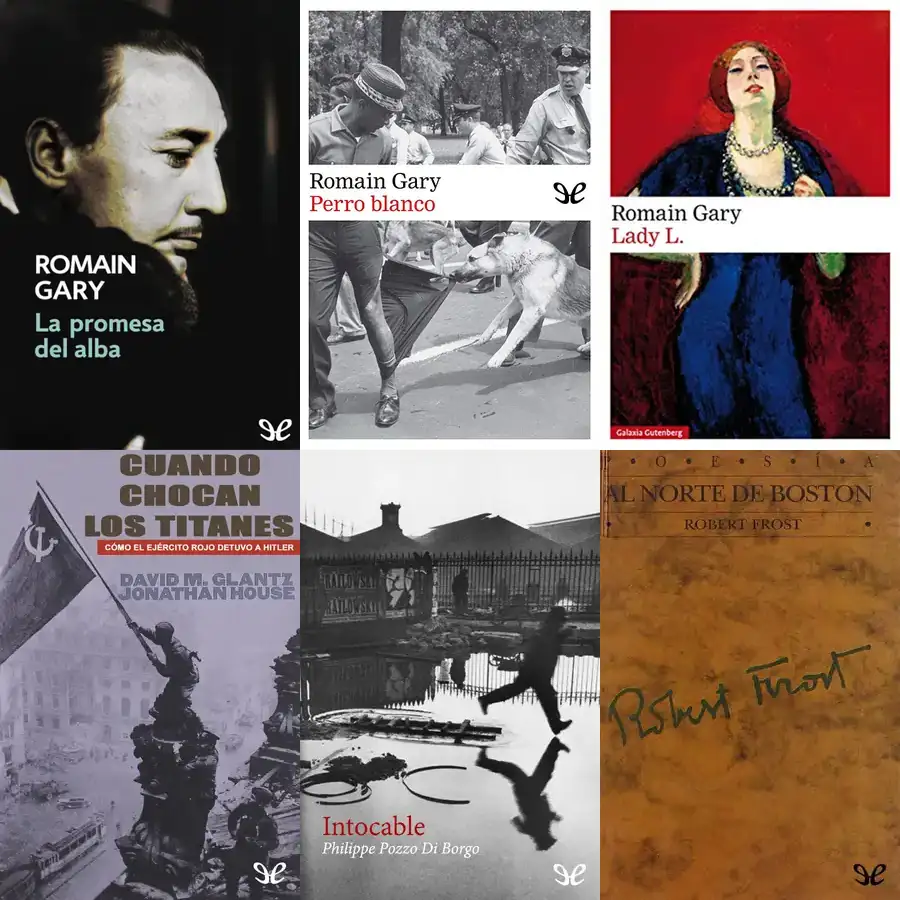 ROMAIN
GARY
La promesa
del alba
Romain Gary
Perro blanco
Romain Gary
Lady L.
Galaxia Gutenberg
CUANDO
CHOCAN
LOS TITANES
CÓMO EL EJÉRCITO ROJO DETUVO A HITLER
DAVID M. GLANTZ
JONATHAN HOUSE
Intocable
Philippe Pozzo Di Borgo
P·O·E·S·Í·A
AL NORTE DE BOSTON
ROBERT FROST
Robert Frost